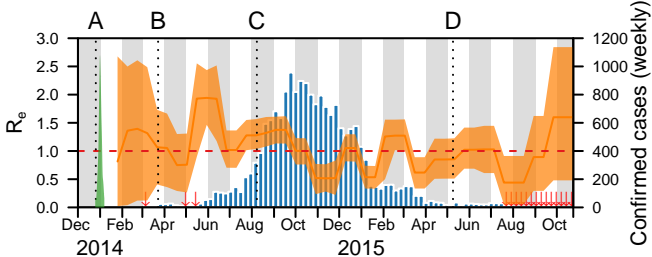 A B C D
3.0 1200
2.5 1000
2.0 800
1.5 600
1.0 400
0.5 200
0.0 0
Re
Confirmed cases (weekly)
Dec Feb Apr Jun Aug Oct Dec Feb Apr Jun Aug Oct
2014 2015